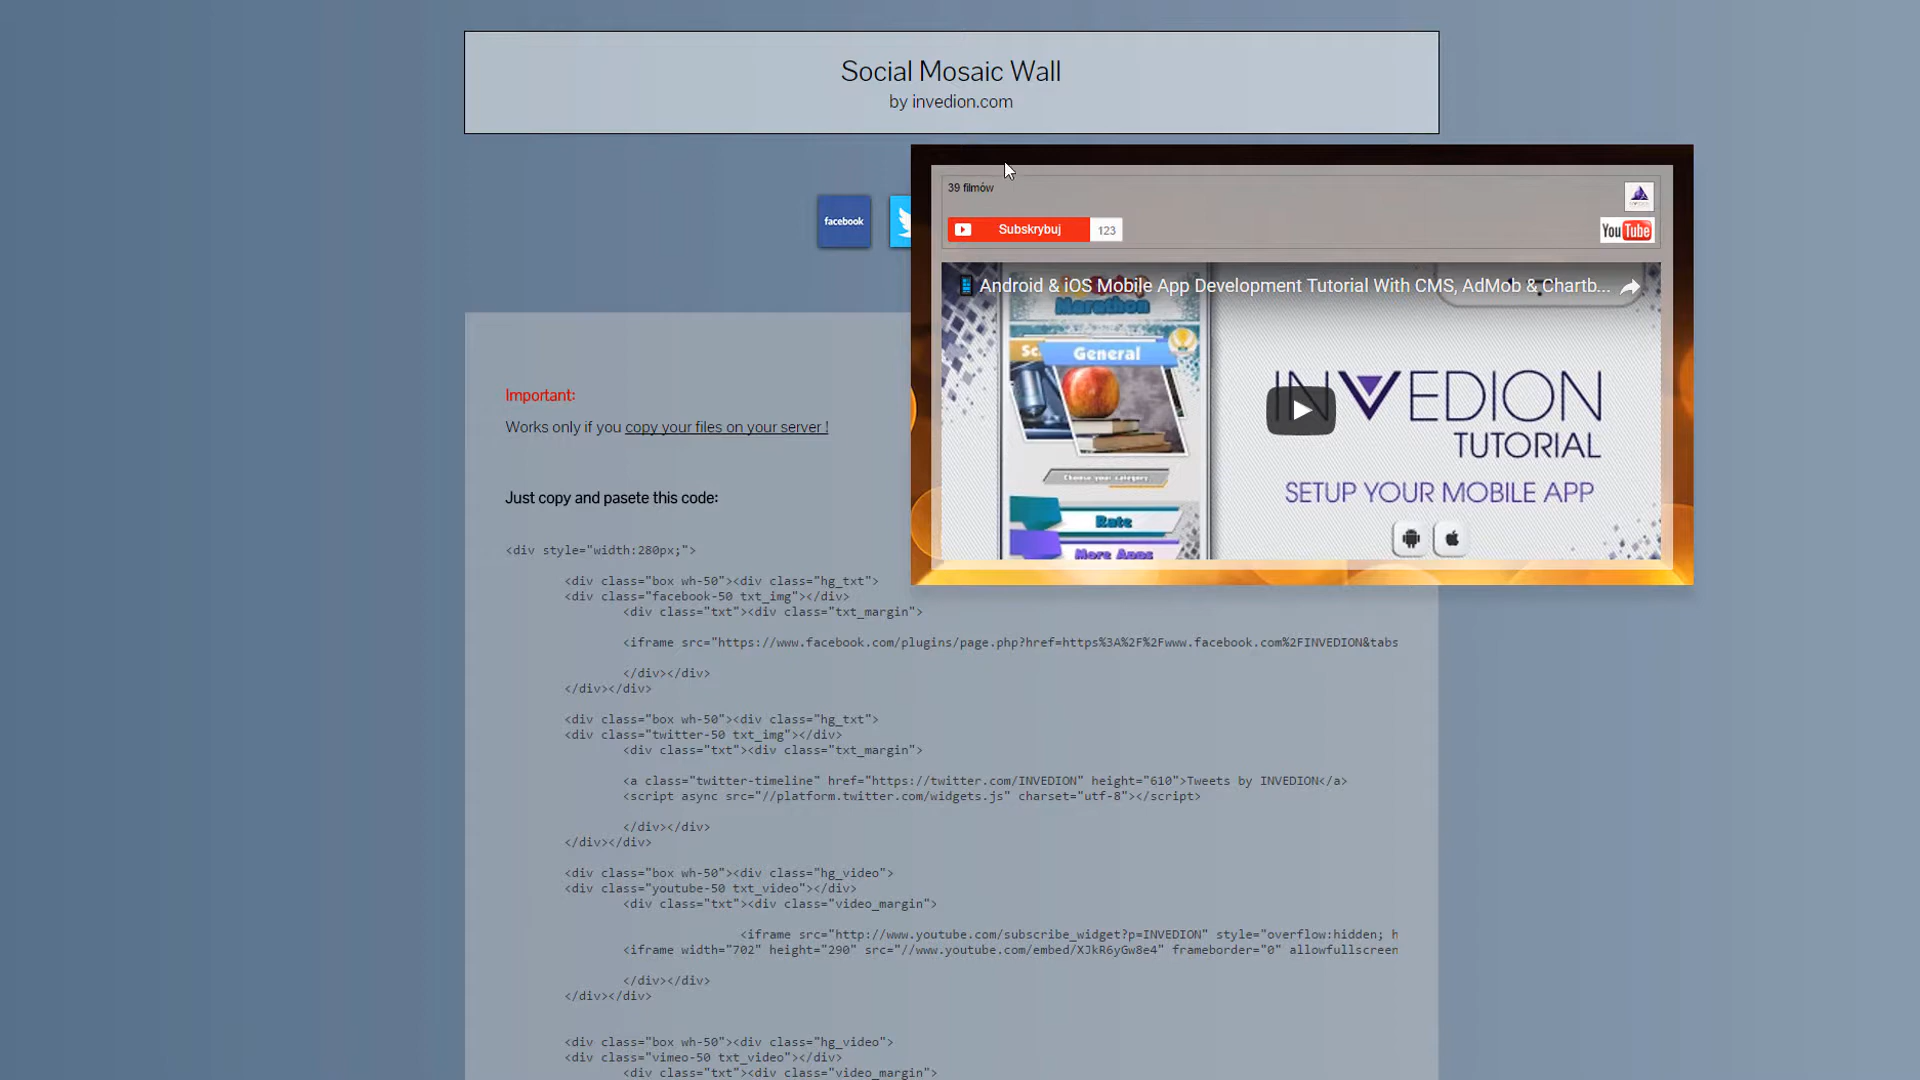 Social Mosaic Wall
by invedion.com
facebook
39 filmów
Subskrybuj 123
YouTube
Android & iOS Mobile App Development Tutorial With CMS, AdMob & Chartb...
Marathon
Sc
General
INVEDION
TUTORIAL
Choose your category
SETUP YOUR MOBILE APP
Rate
More Apps
Important:
Works only if you copy your files on your server !
Just copy and pasete this code:
<div style="width:280px;">
<div class="box wh-50"><div class="hg_txt">
<div class="facebook-50 txt_img"></div>
<div class="txt"><div class="txt_margin">
<iframe src="https://www.facebook.com/plugins/page.php?href=https%3A%2F%2Fwww.facebook.com%2FINVEDION&tabs
</div></div>
</div></div>
<div class="box wh-50"><div class="hg_txt">
<div class="twitter-50 txt_img"></div>
<div class="txt"><div class="txt_margin">
<a class="twitter-timeline" href="https://twitter.com/INVEDION" height="610">Tweets by INVEDION</a>
<script async src="//platform.twitter.com/widgets.js" charset="utf-8"></script>
</div></div>
</div></div>
<div class="box wh-50"><div class="hg_video">
<div class="youtube-50 txt_video"></div>
<div class="txt"><div class="video_margin">
<iframe src="http://www.youtube.com/subscribe_widget?p=INVEDION" style="overflow:hidden; h
<iframe width="702" height="290" src="//www.youtube.com/embed/XJkR6yGw8e4" frameborder="0" allowfullscreen
</div></div>
</div></div>
<div class="box wh-50"><div class="hg_video">
<div class="vimeo-50 txt_video"></div>
<div class="txt"><div class="video_margin">